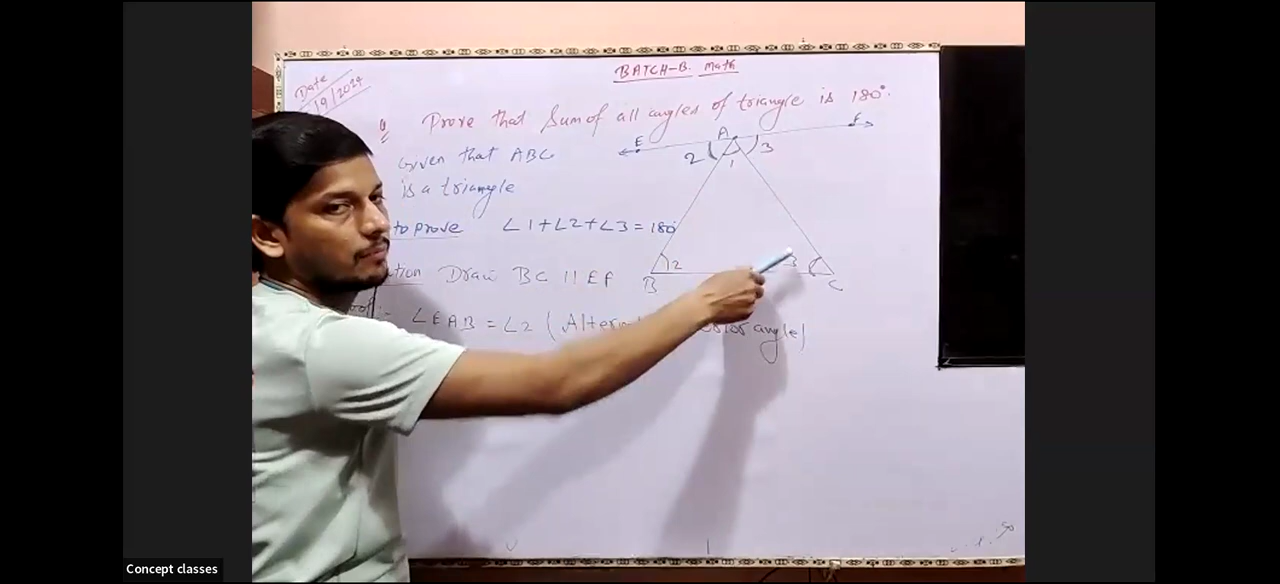 BATCH-B. Math
Date
/9/2024
Q Prove that Sum of all angles of triangle is 180°.
Given that ABC
is a triangle
to prove ∠1+∠2+∠3=180°
Draw BC || EF
∠EAB = ∠2 ( angle)
E A F
2 1 3
2 3
B C
Concept classes